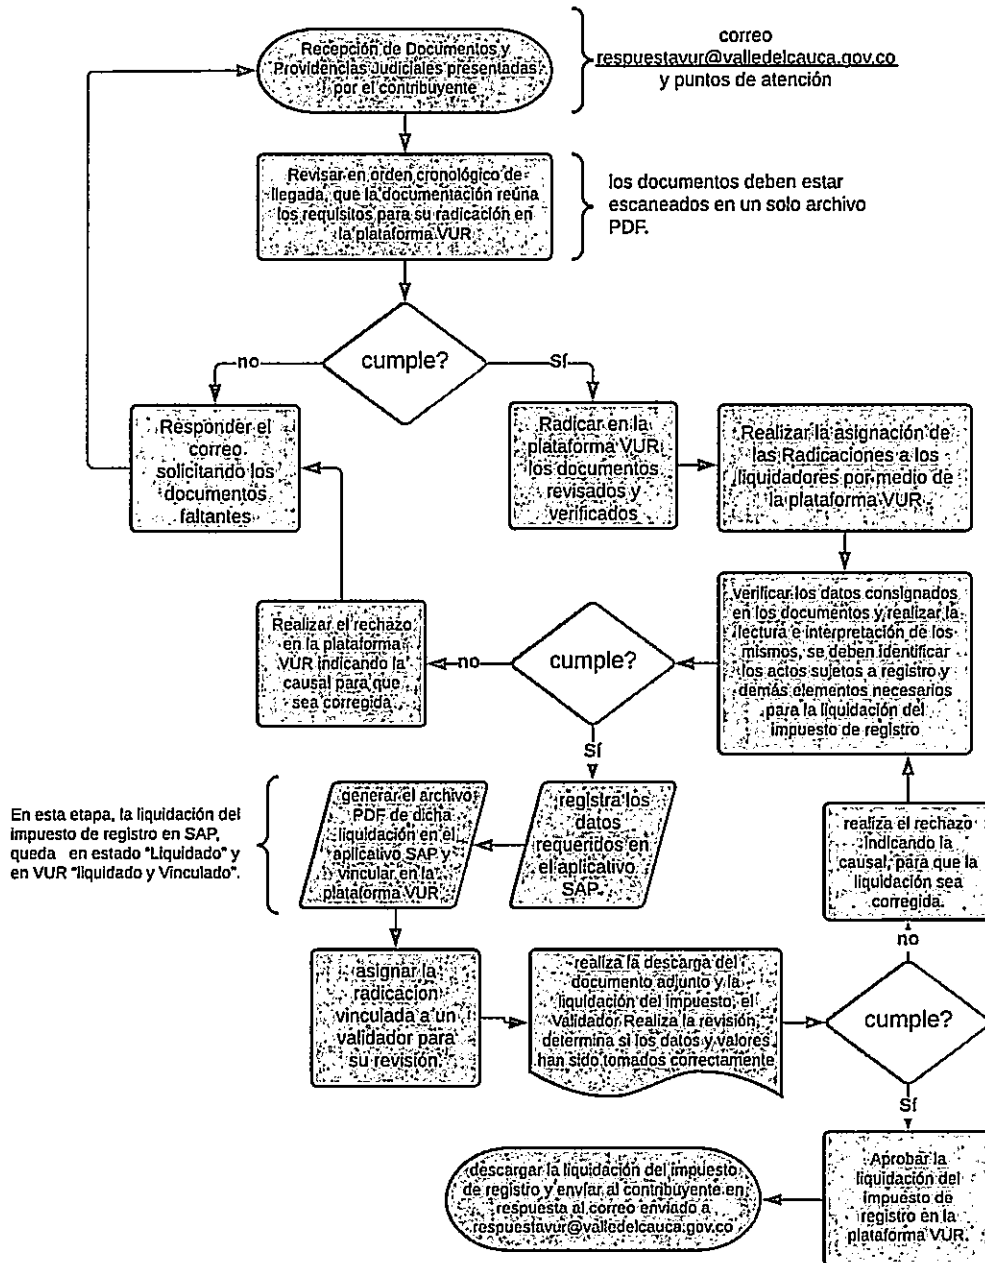 Recepción de Documentos y
Providencias Judiciales presentadas
por el contribuyente
correo
respuestavur@valledelcauca.gov.co
y puntos de atención
Revisar en orden cronológico de
llegada, que la documentación reúna
los requisitos para su radicación en
la plataforma VUR
los documentos deben estar
escaneados en un solo archivo
PDF.
cumple?
no
Sí
Responder el
correo
solicitando los
documentos
faltantes
Radicar en la
plataforma VUR
los documentos
revisados y
verificados
Realizar la asignación de
las Radicaciones a los
liquidadores por medio de
la plataforma VUR
Verificar los datos consignados
en los documentos y realizar la
lectura e interpretación de los
mismos, se deben identificar
los actos sujetos a registro y
demás elementos necesarios
para la liquidación del
impuesto de registro
cumple?
no
Sí
Realizar el rechazo
en la plataforma
VUR indicando la
causal para que
sea corregida
registra los
datos
requeridos en
el aplicativo
SAP.
generar el archivo
PDF de dicha
liquidación en el
aplicativo SAP y
vincular en la
plataforma VUR
En esta etapa, la liquidación del
impuesto de registro en SAP,
queda en estado "Liquidado" y
en VUR "liquidado y Vinculado".
asignar la
radicacion
vinculada a un
validador para
su revisión
realiza la descarga del
documento adjunto y la
liquidación del impuesto, el
Validador Realiza la revisión,
determina si los datos y valores
han sido tomados correctamente
cumple?
no
Sí
realiza el rechazo
indicando la
causal, para que la
liquidación sea
corregida.
Aprobar la
liquidación del
impuesto de
registro en la
plataforma VUR.
descargar la liquidación del impuesto
de registro y enviar al contribuyente en
respuesta al correo enviado a
respuestavur@valledelcauca.gov.co